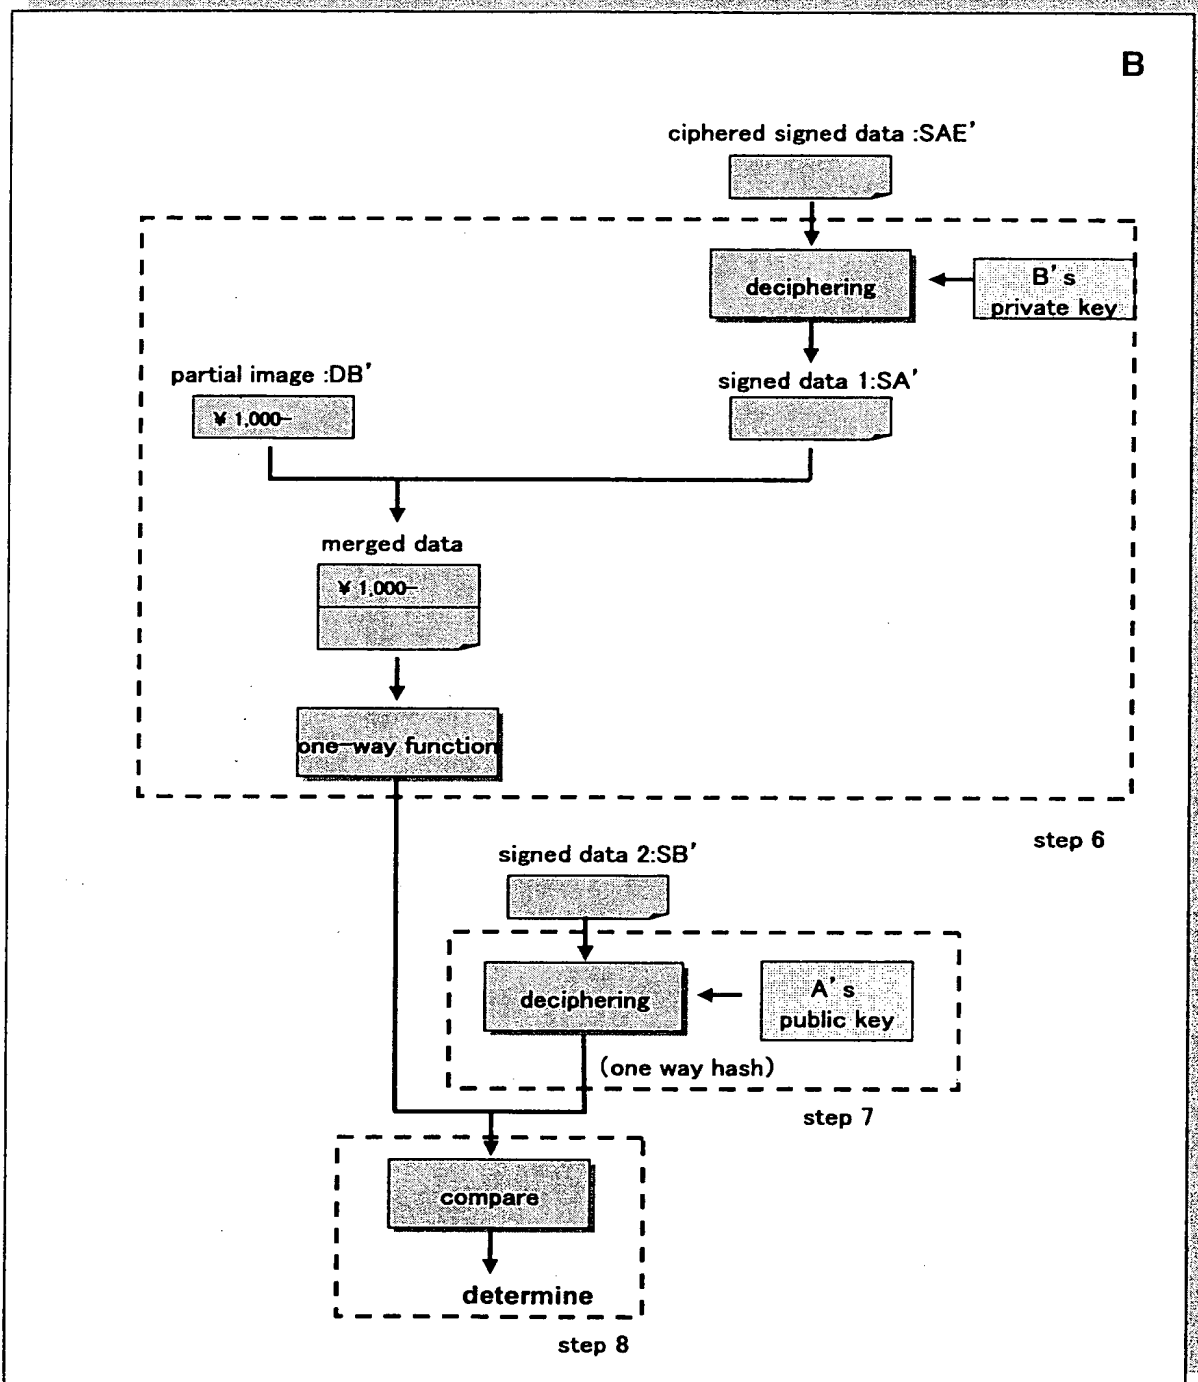 B
ciphered signed data :SAE'
deciphering
B's
private key
partial image :DB'
¥ 1,000-
signed data 1:SA'
merged data
¥ 1,000-
one-way function
step 6
signed data 2:SB'
deciphering
A's
public key
(one way hash)
step 7
compare
determine
step 8